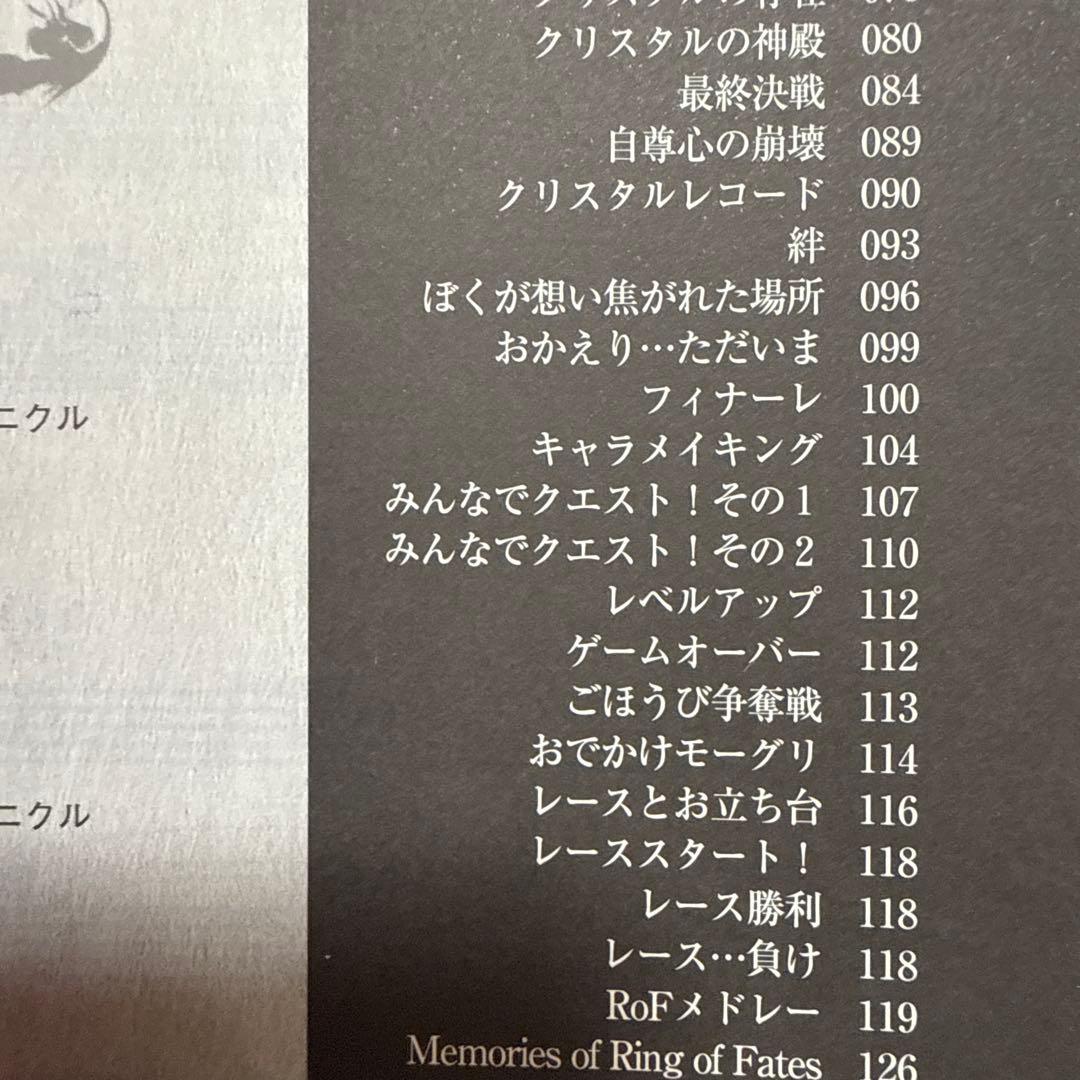 ニクル
ニクル
クリスタルの神殿 080
最終決戦 084
自尊心の崩壊 089
クリスタルレコード 090
絆 093
ぼくが想い焦がれた場所 096
おかえり…ただいま 099
フィナーレ 100
キャラメイキング 104
みんなでクエスト！その1 107
みんなでクエスト！その2 110
レベルアップ 112
ゲームオーバー 112
ごほうび争奪戦 113
おでかけモーグリ 114
レースとお立ち台 116
レーススタート！ 118
レース勝利 118
レース…負け 118
RoFメドレー 119
Memories of Ring of Fates 126